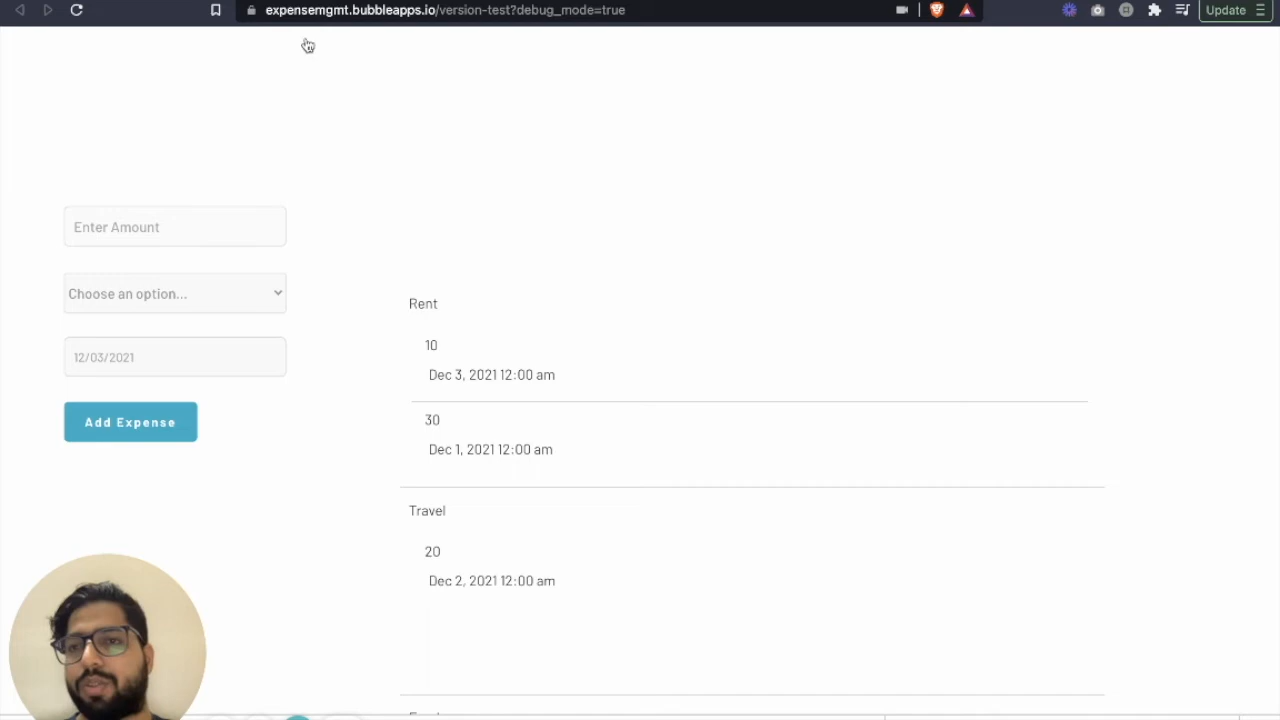 expensemgmt.bubbleapps.io/version-test?debug_mode=true
Update
Enter Amount
Choose an option...
12/03/2021
Add Expense
Rent
10
Dec 3, 2021 12:00 am
30
Dec 1, 2021 12:00 am
Travel
20
Dec 2, 2021 12:00 am